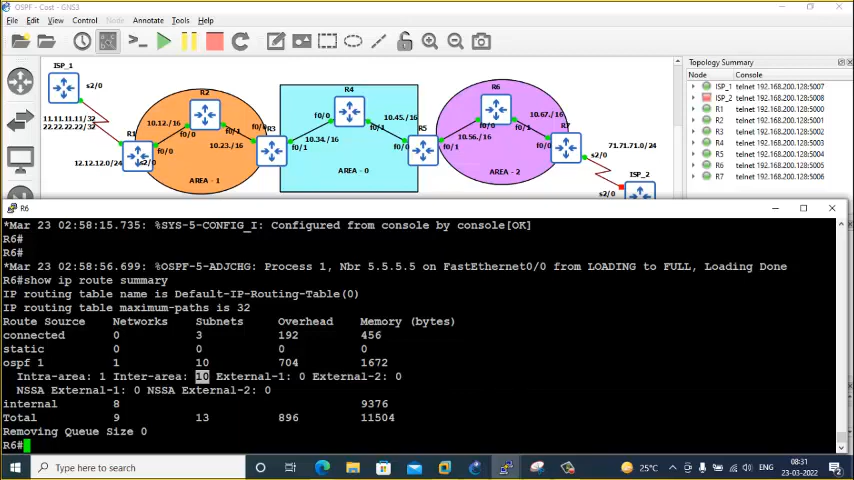 OSPF - Cost - GNS3
File Edit View Control Annotate Tools Help
ISP_1
s2/0
11.11.11.11/32
22.22.22.22/32
R1
12.12.12.0/24
s2/0
f0/0
10.12./16
R2
f0/0
f0/1
10.23./16
AREA - 1
f0/0
R3
f0/1
10.34./16
R4
f0/0
f0/1
10.45./16
AREA - 0
f0/0
R5
f0/1
10.56./16
R6
f0/0
f0/1
10.67./16
AREA - 2
R7
f0/0
s2/0
71.71.71.0/24
s2/0
ISP_2
Topology Summary
Node Console
ISP_1 telnet 192.168.200.128:5007
ISP_2 telnet 192.168.200.128:5008
R1 telnet 192.168.200.128:5000
R2 telnet 192.168.200.128:5001
R3 telnet 192.168.200.128:5002
R4 telnet 192.168.200.128:5003
R5 telnet 192.168.200.128:5004
R6 telnet 192.168.200.128:5005
R7 telnet 192.168.200.128:5006
R6
*Mar 23 02:58:15.735: %SYS-5-CONFIG_I: Configured from console by console[OK]
R6#
R6#
*Mar 23 02:58:56.699: %OSPF-5-ADJCHG: Process 1, Nbr 5.5.5.5 on FastEthernet0/0 from LOADING to FULL, Loading Done
R6#show ip route summary
IP routing table name is Default-IP-Routing-Table(0)
IP routing table maximum-paths is 32
Route Source Networks Subnets Overhead Memory (bytes)
connected 0 3 192 456
static 0 0 0 0
ospf 1 1 10 704 1672
Intra-area: 1 Inter-area: 10 External-1: 0 External-2: 0
NSSA External-1: 0 NSSA External-2: 0
internal 8 9376
Total 9 13 896 11504
Removing Queue Size 0
R6#
Type here to search
25°C
ENG
08:31
23-03-2022
2